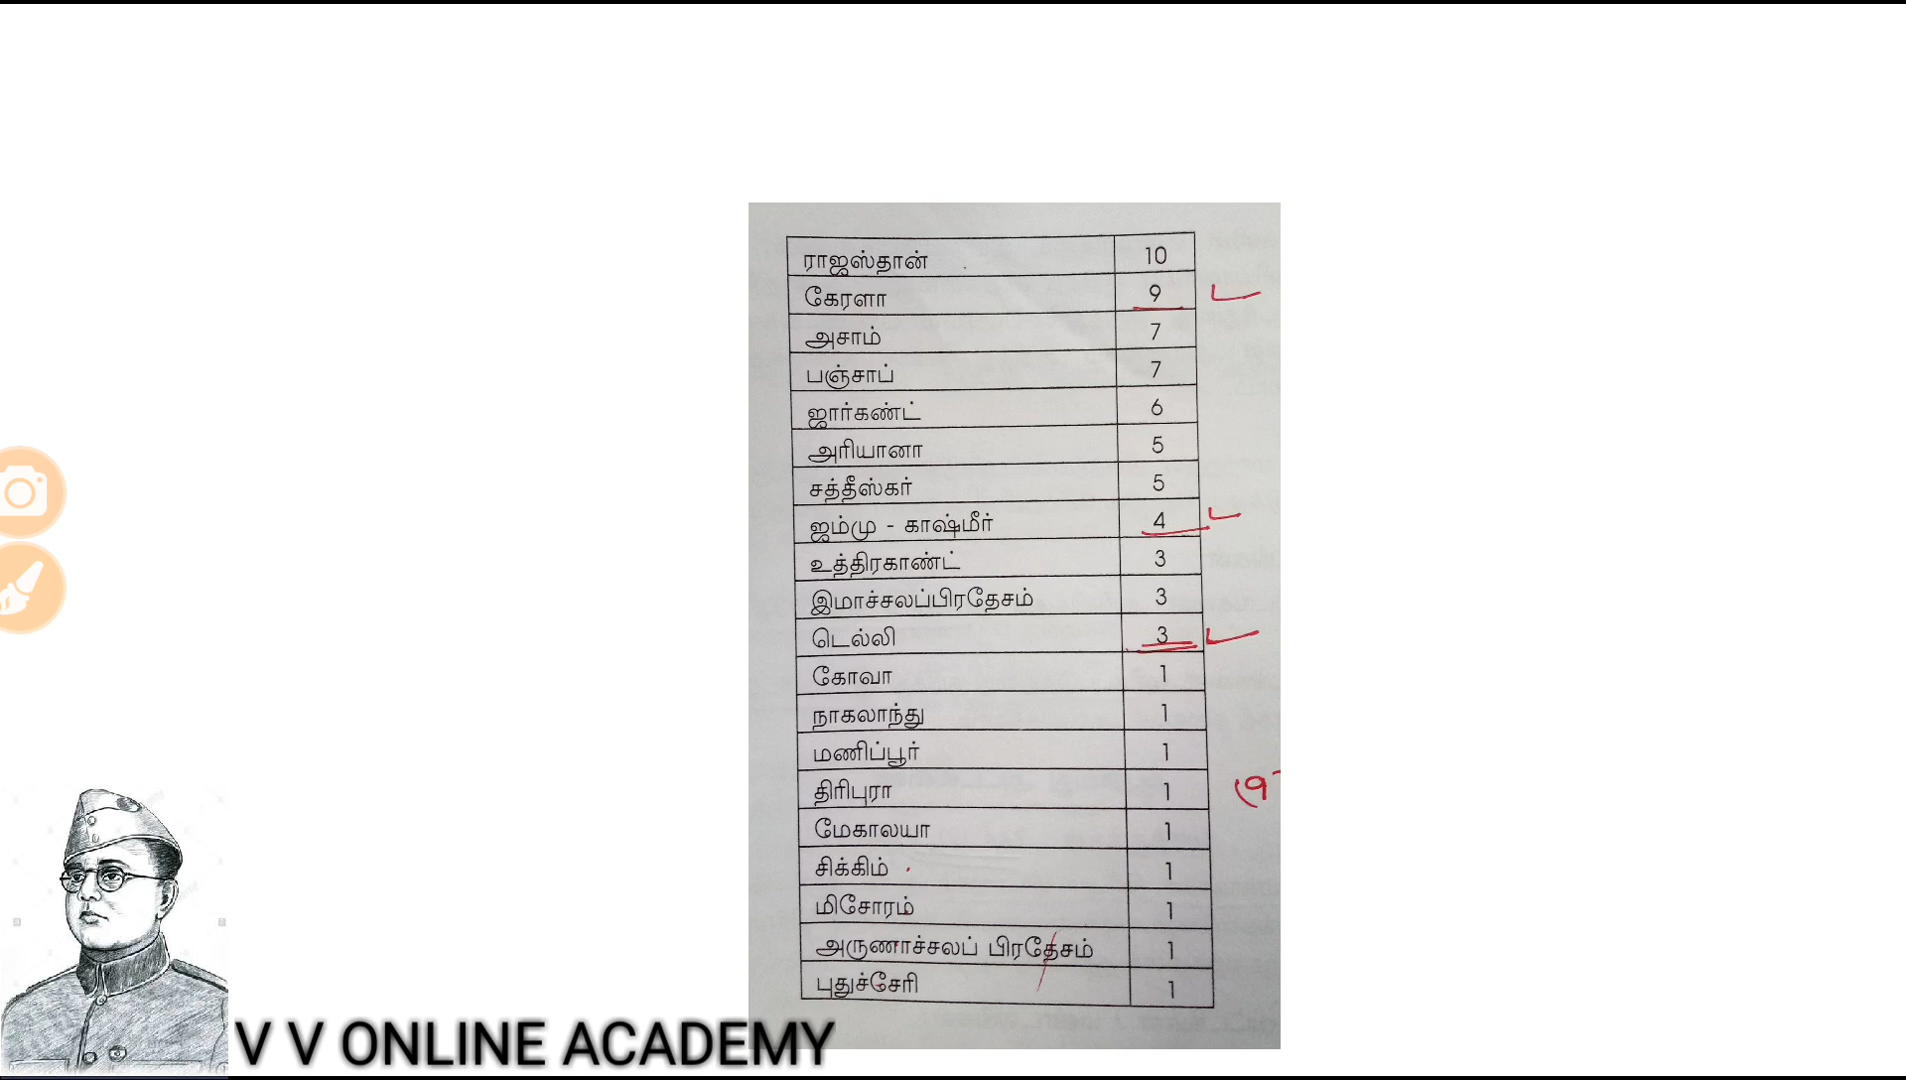 ராஜஸ்தான் 10
கேரளா 9
அசாம் 7
பஞ்சாப் 7
ஜார்கண்ட் 6
அரியானா 5
சத்தீஸ்கர் 5
ஜம்மு - காஷ்மீர் 4
உத்திரகாண்ட் 3
இமாச்சலப்பிரதேசம் 3
டெல்லி 3
கோவா 1
நாகலாந்து 1
மணிப்பூர் 1
திரிபுரா 1
மேகாலயா 1
சிக்கிம் 1
மிசோரம் 1
அருணாச்சலப் பிரதேசம் 1
புதுச்சேரி 1
V V ONLINE ACADEMY